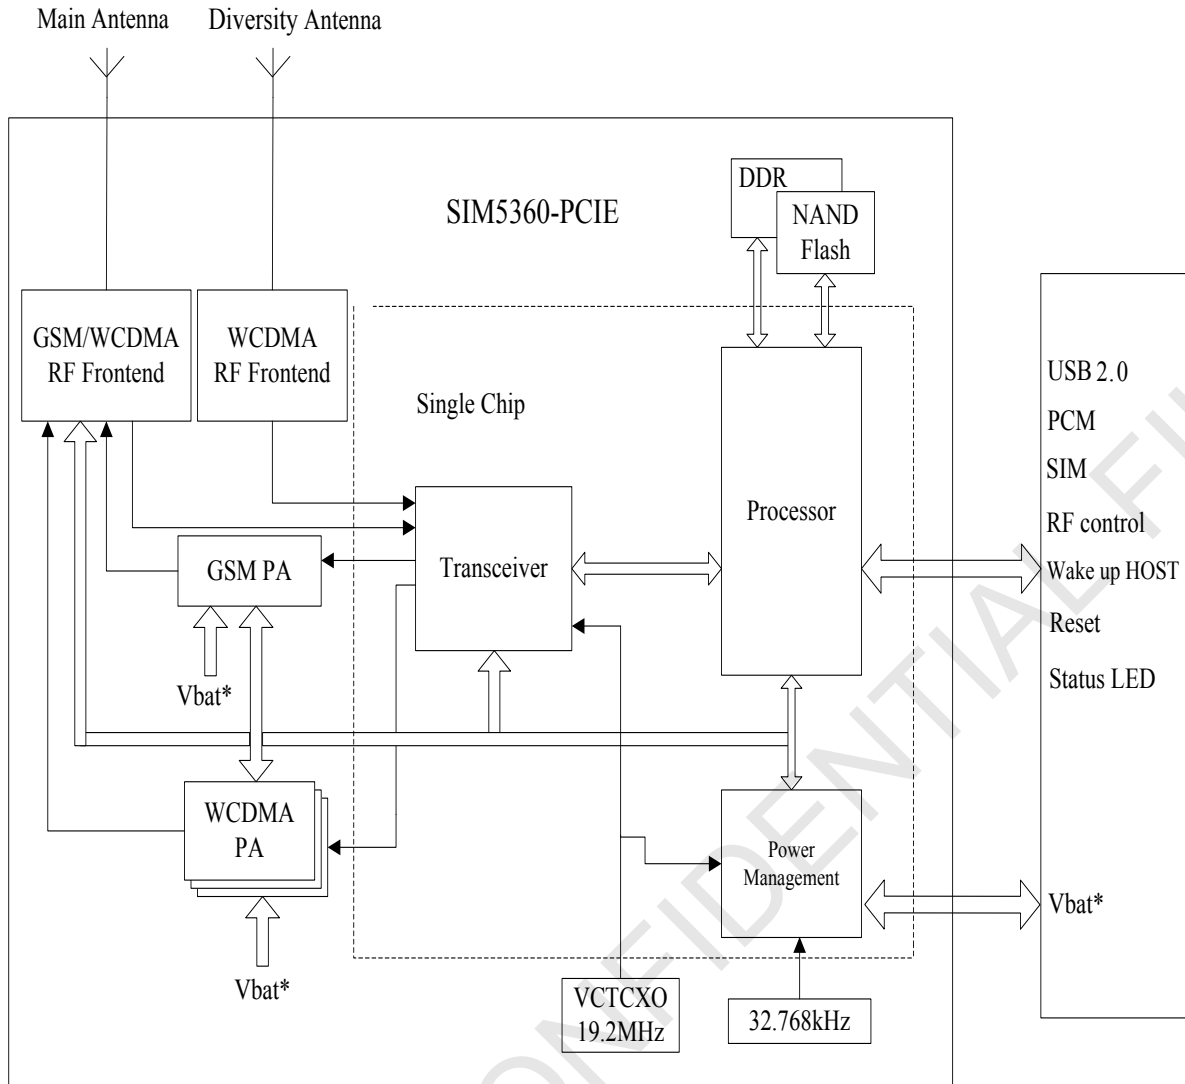 Main Antenna
Diversity Antenna
SIM5360-PCIE
DDR
NAND
Flash
GSM/WCDMA
RF Frontend
WCDMA
RF Frontend
Single Chip
Transceiver
Processor
GSM PA
Vbat*
WCDMA
PA
Vbat*
Power
Management
VCTCXO
19.2MHz
32.768kHz
USB 2.0
PCM
SIM
RF control
Wake up HOST
Reset
Status LED
Vbat*
CONFIDENTIAL FI